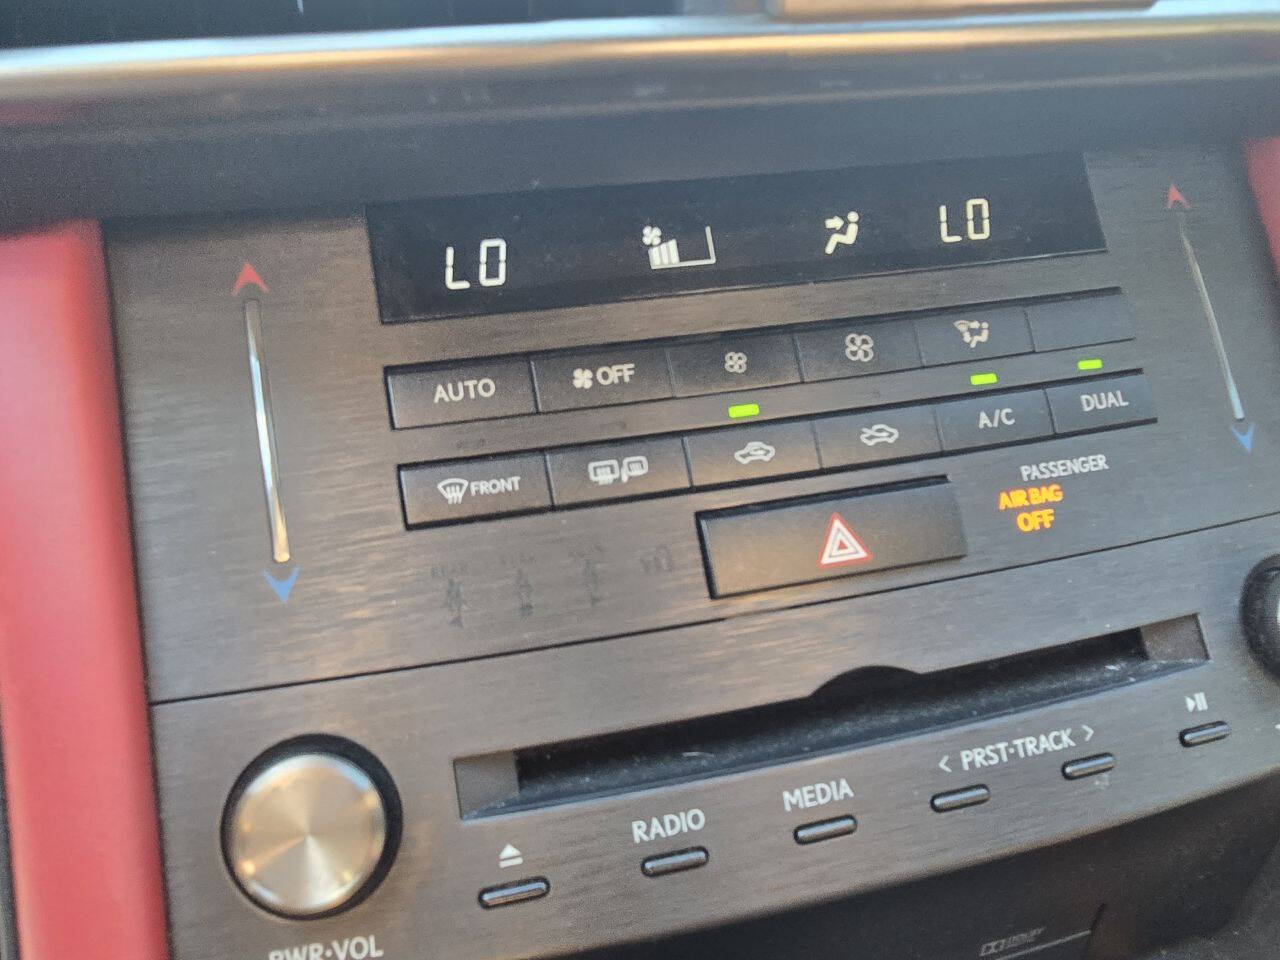 LO LO
AUTO OFF
FRONT A/C DUAL
PASSENGER
AIR BAG
OFF
RADIO MEDIA < PRST·TRACK >
PWR·VOL